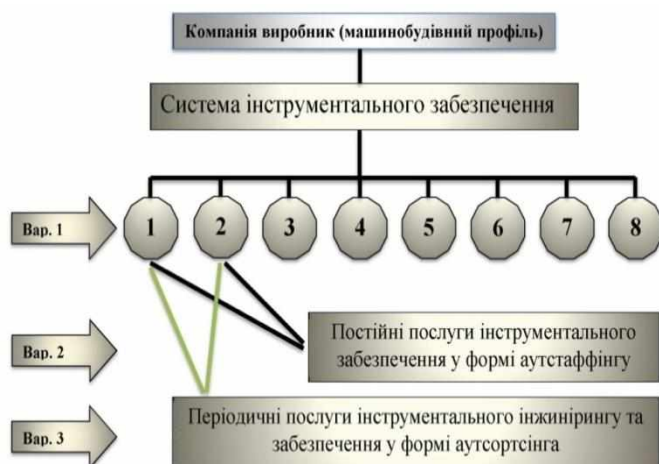 Компанія виробник (машинобудівний профіль)
Система інструментального забезпечення
Вар. 1
1 2 3 4 5 6 7 8
Вар. 2
Постійні послуги інструментального
забезпечення у формі аутстаффінгу
Вар. 3
Періодичні послуги інструментального інжинірингу та
забезпечення у формі аутсортсінга